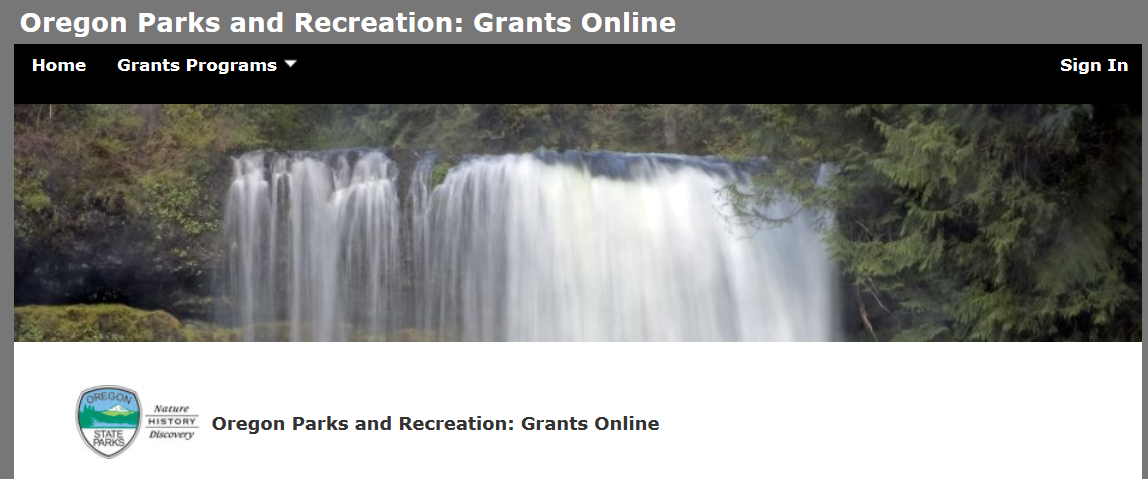 Oregon Parks and Recreation: Grants Online
Home Grants Programs Sign In
OREGON
STATE
PARKS
Nature
HISTORY
Discovery
Oregon Parks and Recreation: Grants Online